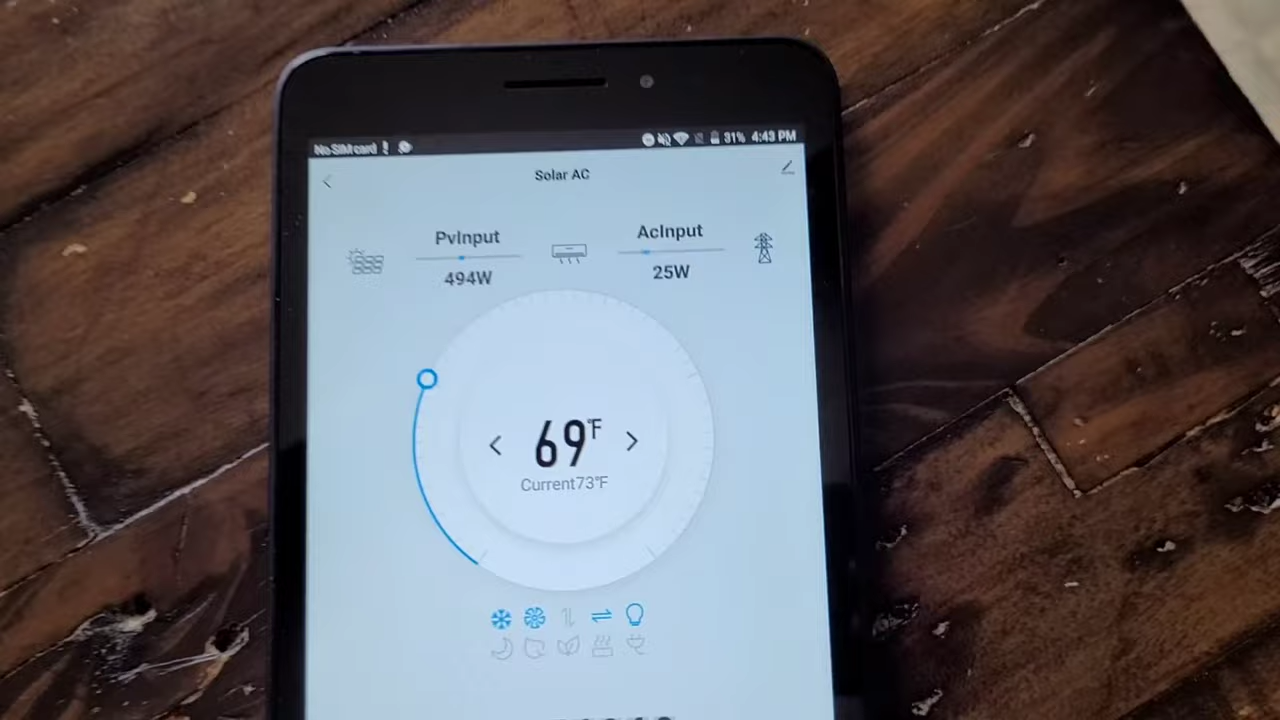 No SIM card 31% 4:43 PM
Solar AC
PvInput AcInput
494W 25W
69°F
Current73°F